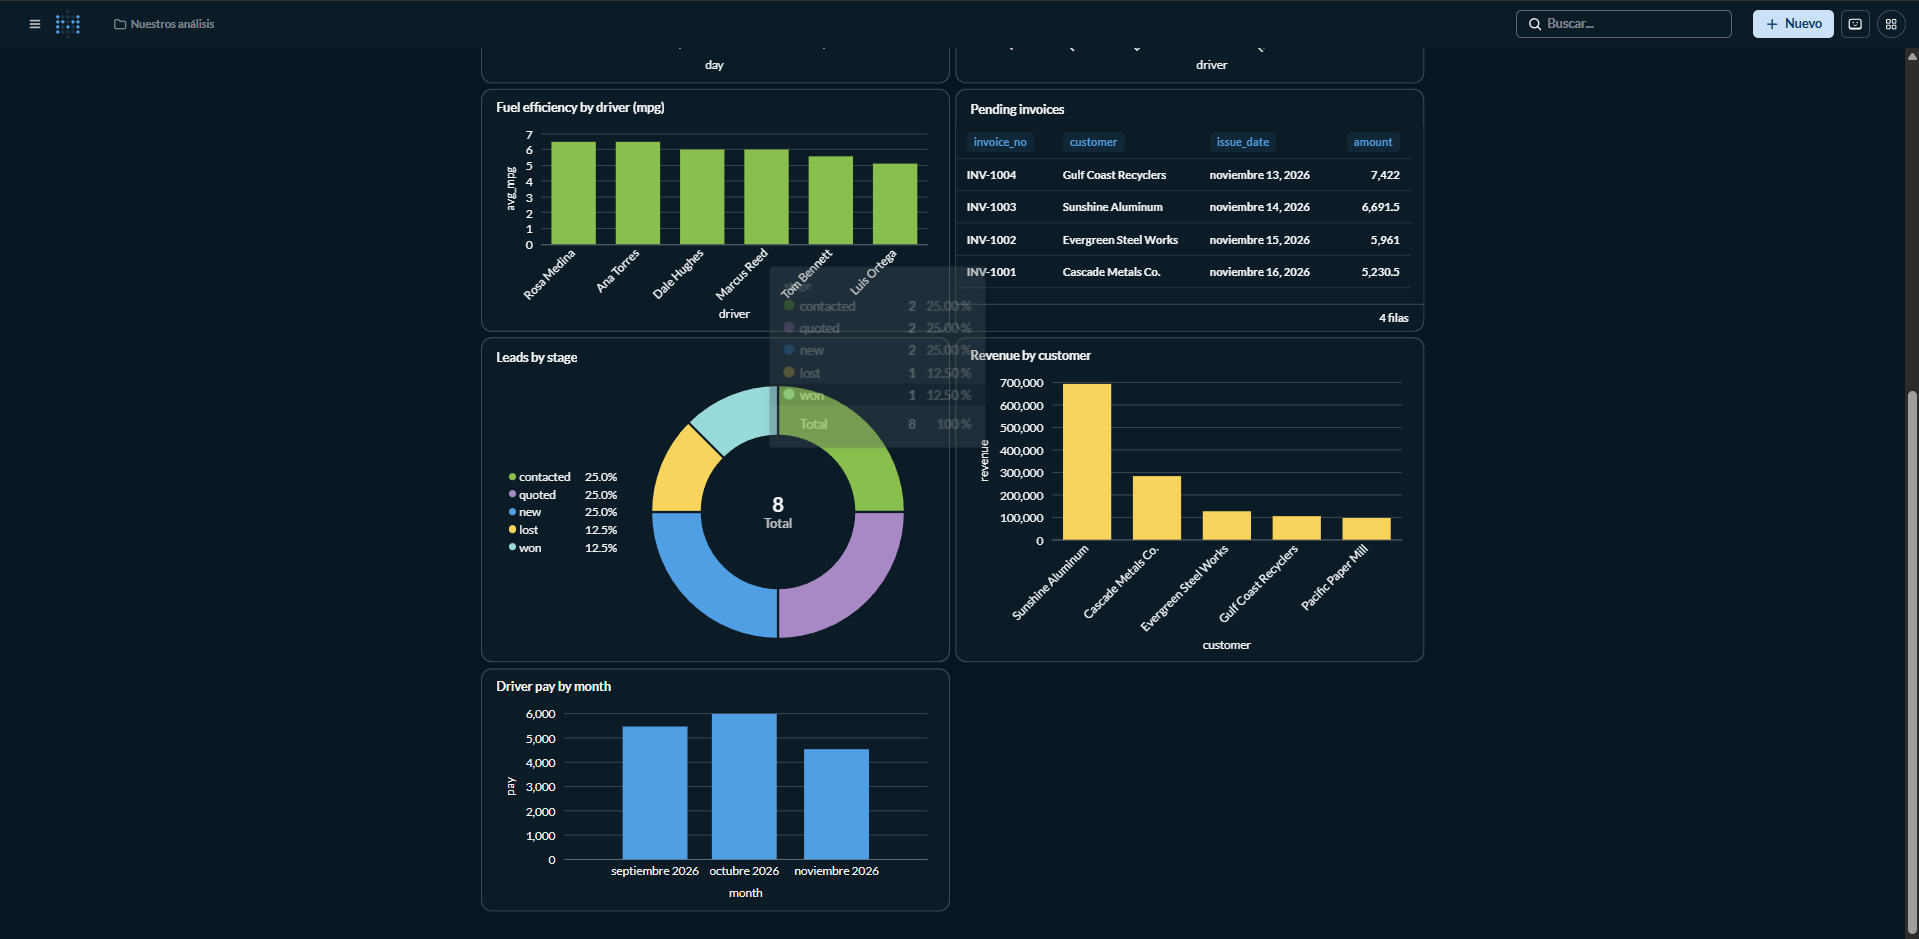 Nuestros análisis
Buscar...
+ Nuevo
day
driver
Fuel efficiency by driver (mpg)
7
6
5
4
3
2
1
0
avg_mpg
Rosa Medina
Ana Torres
Dale Hughes
Marcus Reed
Tom Bennett
Luis Ortega
driver
Pending invoices
invoice_no customer issue_date amount
INV-1004 Gulf Coast Recyclers noviembre 13, 2026 7,422
INV-1003 Sunshine Aluminum noviembre 14, 2026 6,691.5
INV-1002 Evergreen Steel Works noviembre 15, 2026 5,961
INV-1001 Cascade Metals Co. noviembre 16, 2026 5,230.5
4 filas
Leads by stage
contacted 25.0%
quoted 25.0%
new 25.0%
lost 12.5%
won 12.5%
8
Total
contacted 2 25.00%
quoted 2 25.00%
new 2 25.00%
lost 1 12.50%
won 1 12.50%
Total 8 100%
Revenue by customer
700,000
600,000
500,000
400,000
300,000
200,000
100,000
0
revenue
Sunshine Aluminum
Cascade Metals Co.
Evergreen Steel Works
Gulf Coast Recyclers
Pacific Paper Mill
customer
Driver pay by month
6,000
5,000
4,000
3,000
2,000
1,000
0
pay
septiembre 2026
octubre 2026
noviembre 2026
month